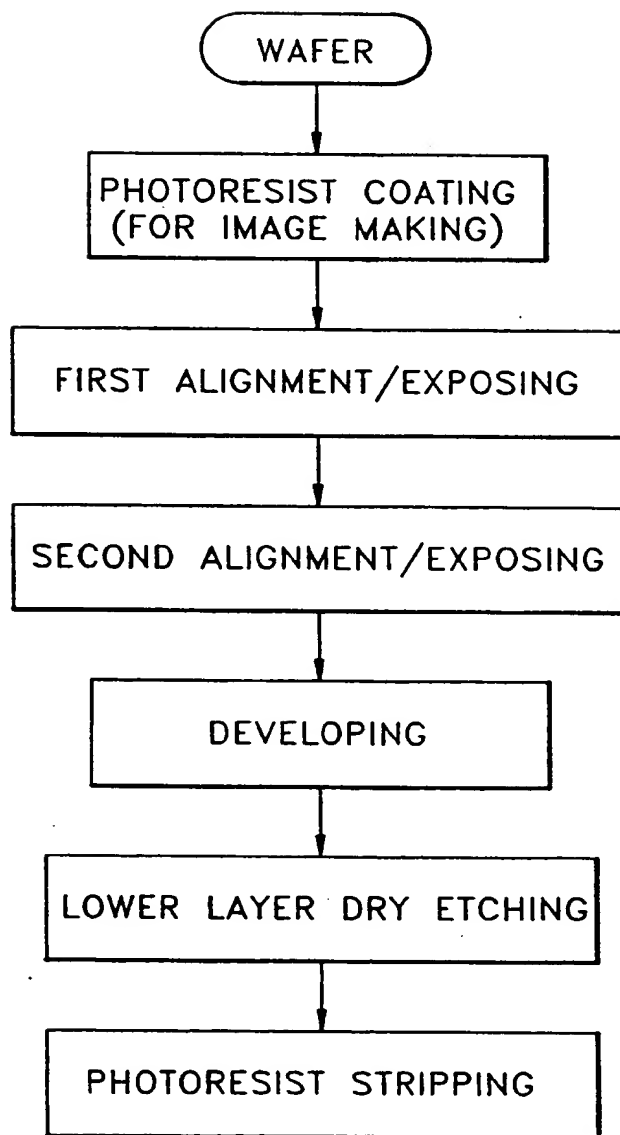 WAFER
PHOTORESIST COATING
(FOR IMAGE MAKING)
FIRST ALIGNMENT/EXPOSING
SECOND ALIGNMENT/EXPOSING
DEVELOPING
LOWER LAYER DRY ETCHING
PHOTORESIST STRIPPING